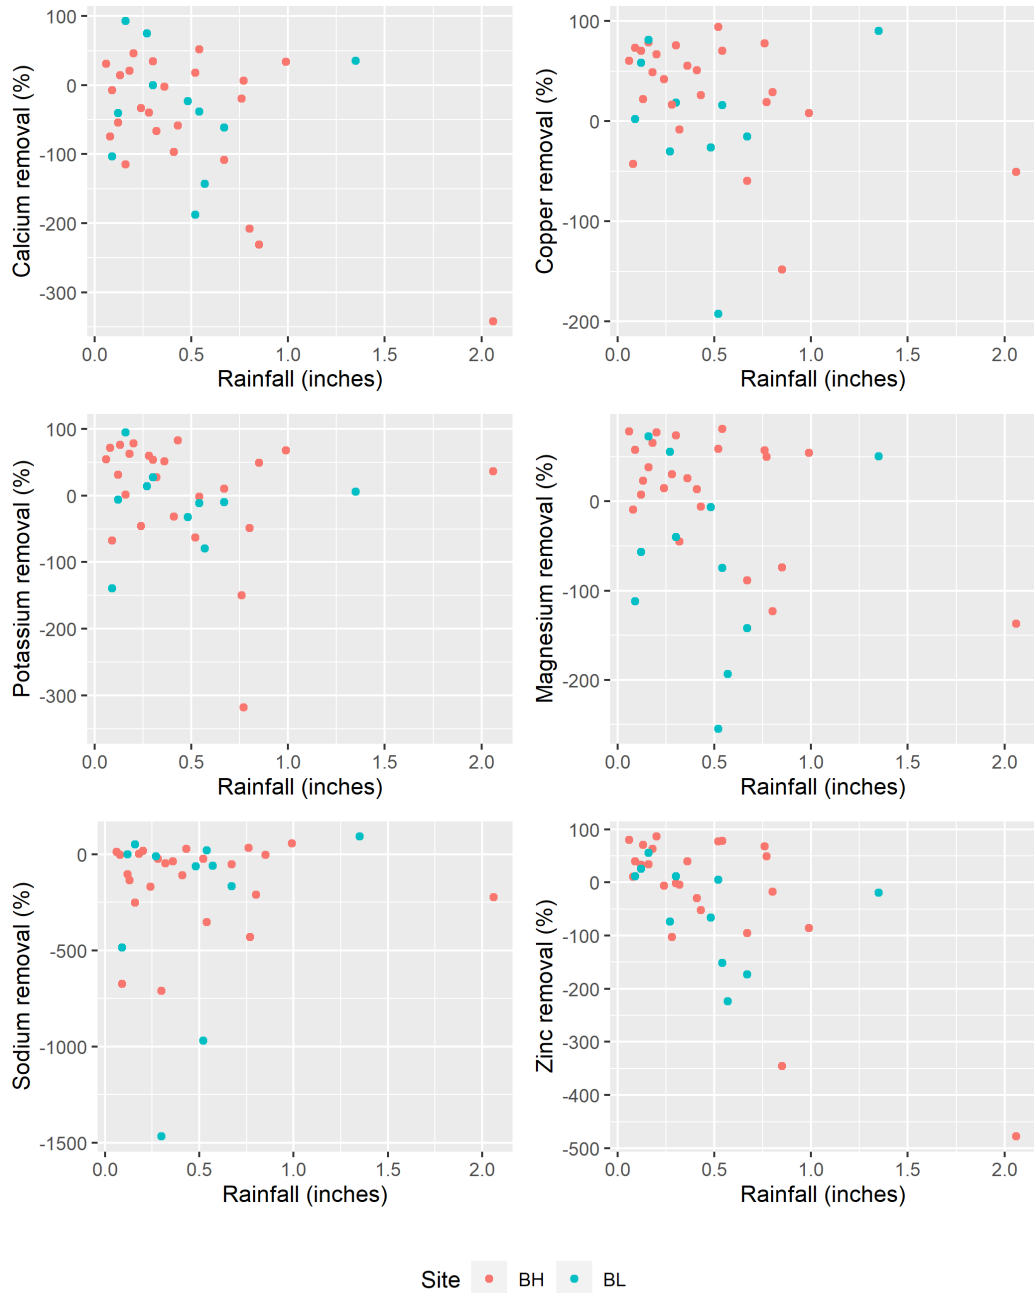 Calcium removal (%)
100
0
-100
-200
-300
0.0 0.5 1.0 1.5 2.0
Rainfall (inches)
Copper removal (%)
100
0
-100
-200
0.0 0.5 1.0 1.5 2.0
Rainfall (inches)
Potassium removal (%)
100
0
-100
-200
-300
0.0 0.5 1.0 1.5 2.0
Rainfall (inches)
Magnesium removal (%)
0
-100
-200
0.0 0.5 1.0 1.5 2.0
Rainfall (inches)
Sodium removal (%)
0
-500
-1000
-1500
0.0 0.5 1.0 1.5 2.0
Rainfall (inches)
Zinc removal (%)
100
0
-100
-200
-300
-400
-500
0.0 0.5 1.0 1.5 2.0
Rainfall (inches)
Site BH BL